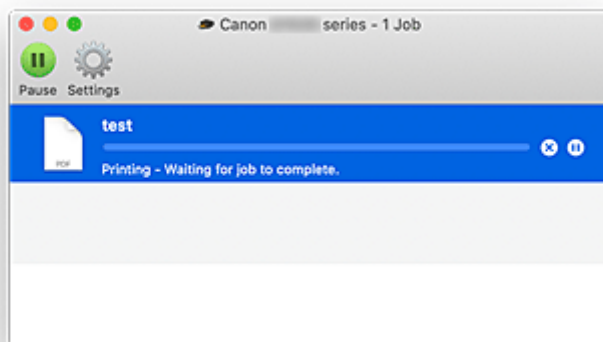 Canon series - 1 Job
Pause Settings
test
PDF
Printing - Waiting for job to complete.